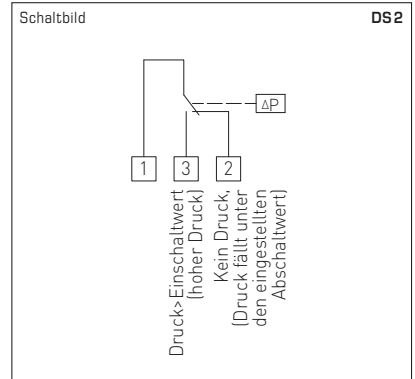 Schaltbild
DS2
ΔP
1
3
2
Druck>Einschaltwert
(hoher Druck)
Kein Druck,
(Druck fällt unter
den eingestellten
Abschaltwert)